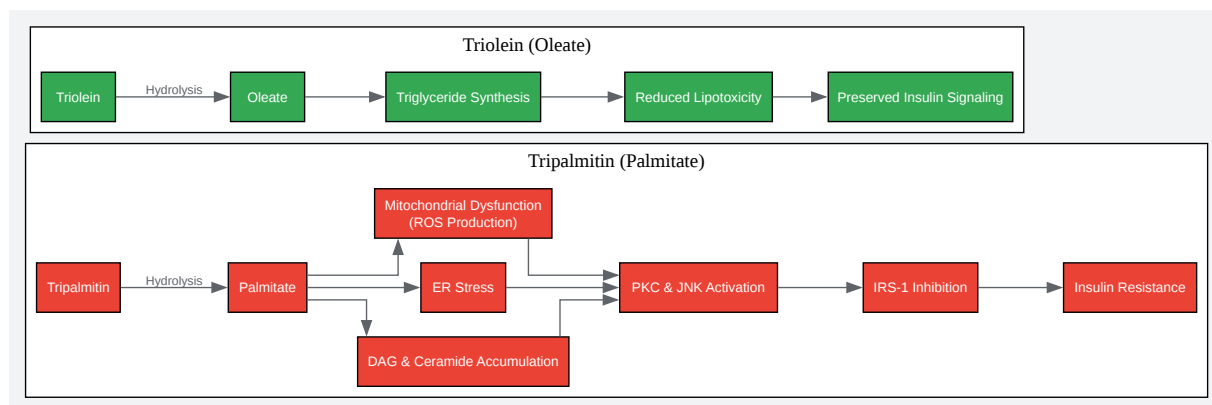 Triolein (Oleate)
Triolein
Hydrolysis
Oleate
Triglyceride Synthesis
Reduced Lipotoxicity
Preserved Insulin Signaling
Tripalmitin (Palmitate)
Mitochondrial Dysfunction
(ROS Production)
Tripalmitin
Hydrolysis
Palmitate
ER Stress
PKC & JNK Activation
IRS-1 Inhibition
Insulin Resistance
DAG & Ceramide Accumulation